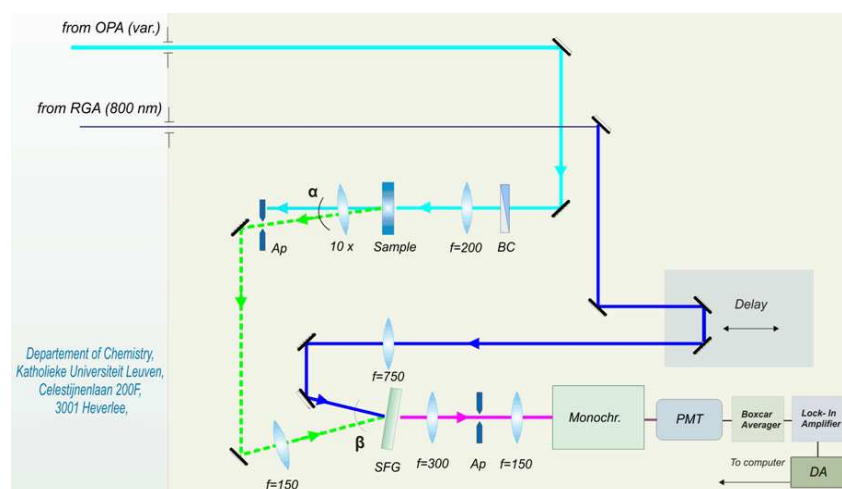 from OPA (var.)
from RGA (800 nm)
α
Ap
10 x
Sample
f=200
BC
Delay
Departement of Chemistry,
Katholieke Universiteit Leuven,
Celestijnenlaan 200F,
3001 Heverlee,
f=750
β
f=150
SFG
f=300
Ap
f=150
Monochr.
PMT
Boxcar
Averager
Lock- In
Amplifier
To computer
DA